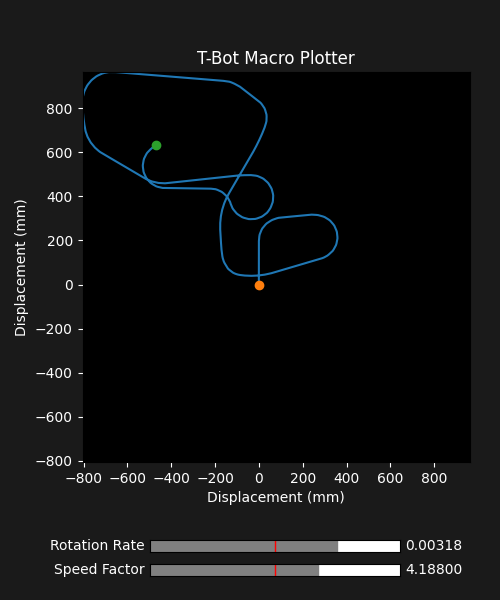 T-Bot Macro Plotter
Displacement (mm)
800
600
400
200
0
−200
−400
−600
−800
−800 −600 −400 −200 0 200 400 600 800
Displacement (mm)
Rotation Rate 0.00318
Speed Factor 4.18800